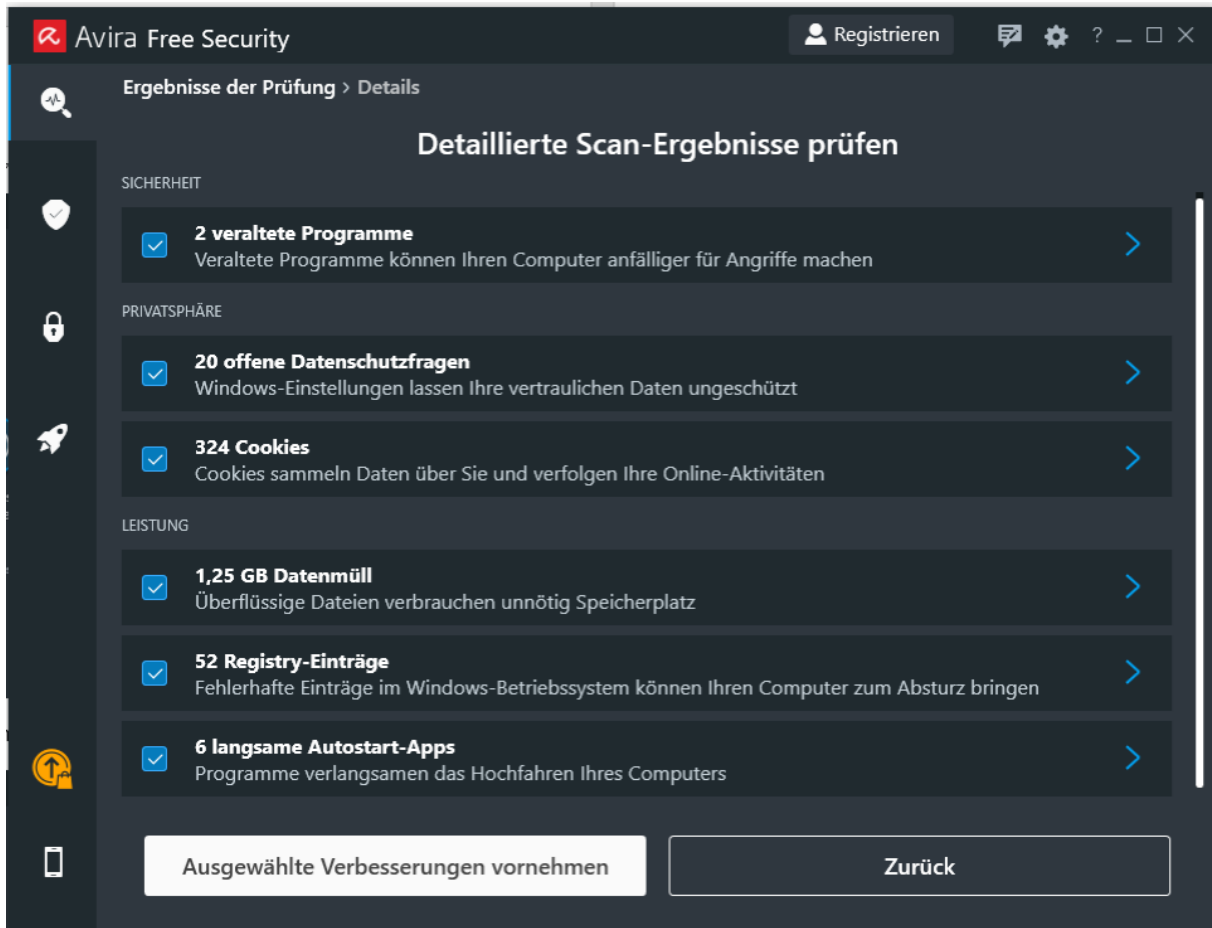 Avira Free Security
Registrieren
?
Ergebnisse der Prüfung > Details
Detaillierte Scan-Ergebnisse prüfen
SICHERHEIT
2 veraltete Programme
Veraltete Programme können Ihren Computer anfälliger für Angriffe machen
PRIVATSPHÄRE
20 offene Datenschutzfragen
Windows-Einstellungen lassen Ihre vertraulichen Daten ungeschützt
324 Cookies
Cookies sammeln Daten über Sie und verfolgen Ihre Online-Aktivitäten
LEISTUNG
1,25 GB Datenmüll
Überflüssige Dateien verbrauchen unnötig Speicherplatz
52 Registry-Einträge
Fehlerhafte Einträge im Windows-Betriebssystem können Ihren Computer zum Absturz bringen
6 langsame Autostart-Apps
Programme verlangsamen das Hochfahren Ihres Computers
Ausgewählte Verbesserungen vornehmen
Zurück